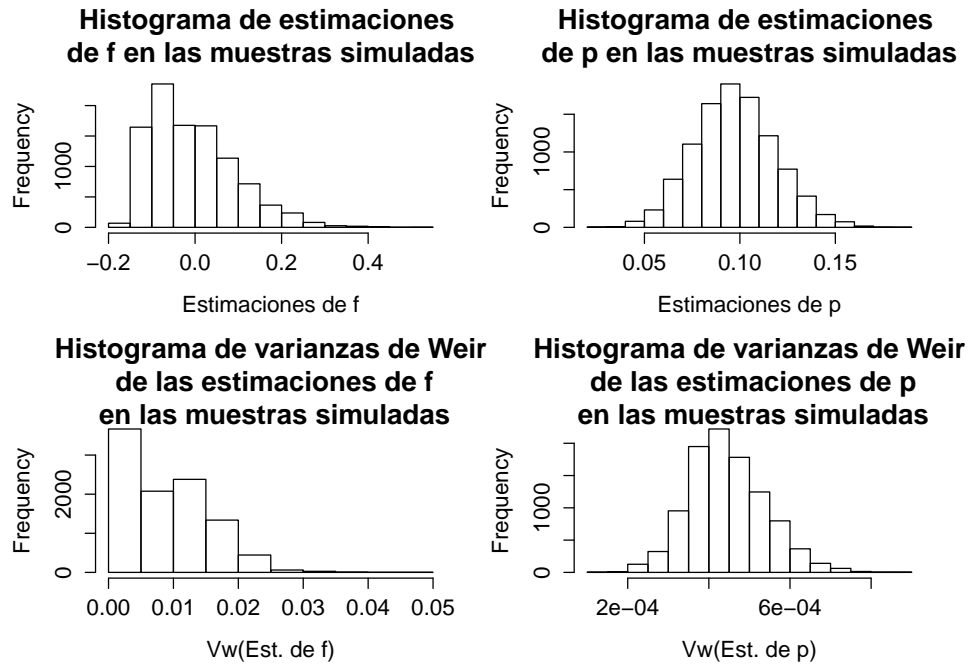 Histograma de estimaciones
de f en las muestras simuladas
Frequency
0
1000
−0.2
0.0
0.2
0.4
Estimaciones de f
Histograma de estimaciones
de p en las muestras simuladas
Frequency
0
1000
0.05
0.10
0.15
Estimaciones de p
Histograma de varianzas de Weir
de las estimaciones de f
en las muestras simuladas
Frequency
0
2000
0.00
0.01
0.02
0.03
0.04
0.05
Vw(Est. de f)
Histograma de varianzas de Weir
de las estimaciones de p
en las muestras simuladas
Frequency
0
1000
2e−04
6e−04
Vw(Est. de p)